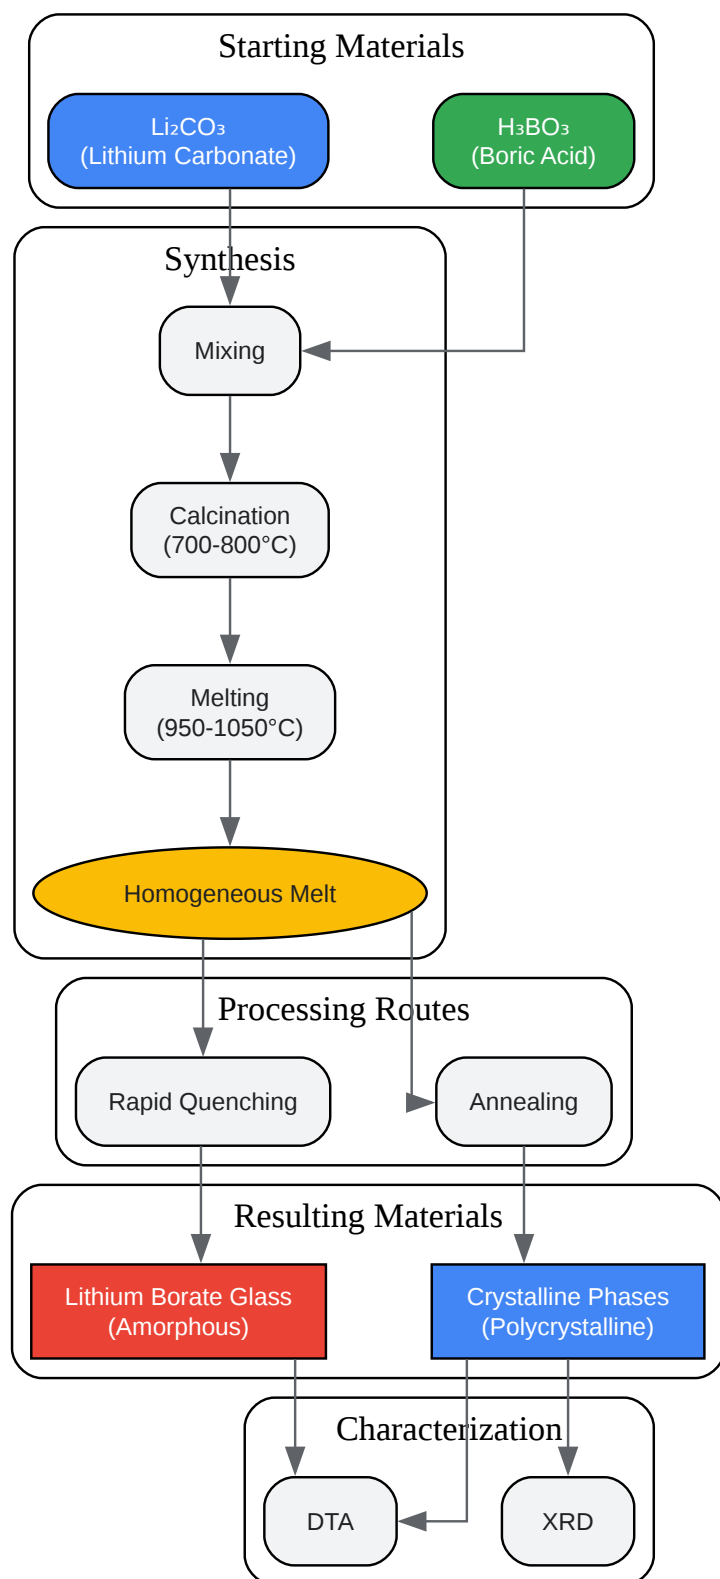 Starting Materials
Li₂CO₃
(Lithium Carbonate)
H₃BO₃
(Boric Acid)
Synthesis
Mixing
Calcination
(700-800°C)
Melting
(950-1050°C)
Homogeneous Melt
Processing Routes
Rapid Quenching
Annealing
Resulting Materials
Lithium Borate Glass
(Amorphous)
Crystalline Phases
(Polycrystalline)
Characterization
DTA
XRD